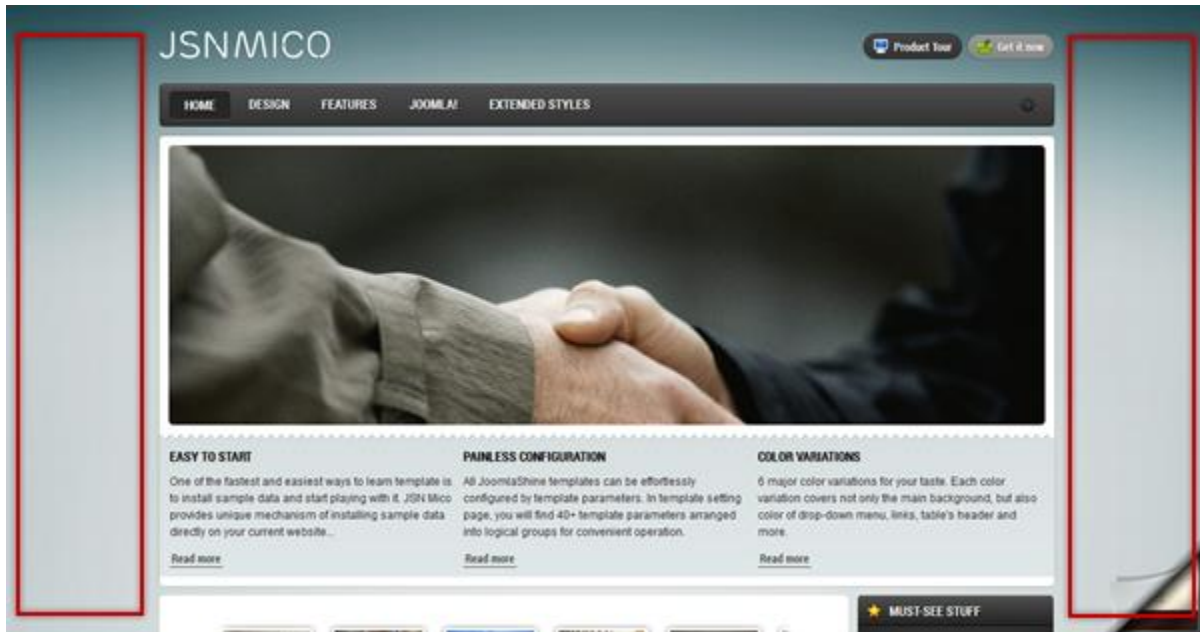 JSNMICO
Product Tour
Get it now
HOME DESIGN FEATURES JOOMLA! EXTENDED STYLES
EASY TO START
One of the fastest and easiest ways to learn template is
to install sample data and start playing with it. JSN Mico
provides unique mechanism of installing sample data
directly on your current website...
Read more
PAINLESS CONFIGURATION
All JoomlaShine templates can be effortlessly
configured by template parameters. In template setting
page, you will find 40+ template parameters arranged
into logical groups for convenient operation.
Read more
COLOR VARIATIONS
6 major color variations for your taste. Each color
variation covers not only the main background, but also
color of drop-down menu, links, table's header and
more.
Read more
MUST-SEE STUFF